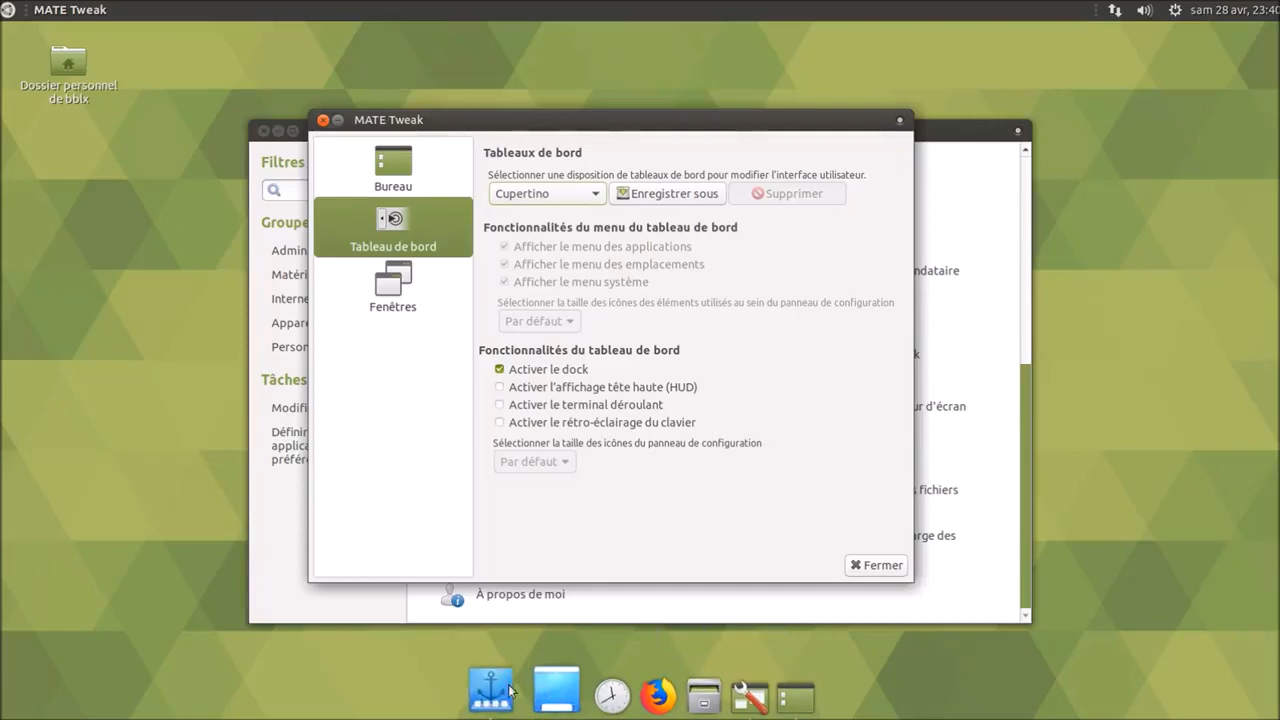 MATE Tweak
sam 28 avr, 23:40
Dossier personnel
de bblx
MATE Tweak
Filtres
Groupe
Admin
Matéri
Interne
Appare
Person
Tâches
Modifi
Définir
applica
préféré
Bureau
Tableau de bord
Fenêtres
Tableaux de bord
Sélectionner une disposition de tableaux de bord pour modifier l'interface utilisateur.
Cupertino
Enregistrer sous
Supprimer
Fonctionnalités du menu du tableau de bord
Afficher le menu des applications
Afficher le menu des emplacements
Afficher le menu système
Sélectionner la taille des icônes des éléments utilisés au sein du panneau de configuration
Par défaut
Fonctionnalités du tableau de bord
Activer le dock
Activer l'affichage tête haute (HUD)
Activer le terminal déroulant
Activer le rétro-éclairage du clavier
Sélectionner la taille des icônes du panneau de configuration
Par défaut
Fermer
ndataire
k
ur d'écran
s fichiers
arge des
À propos de moi